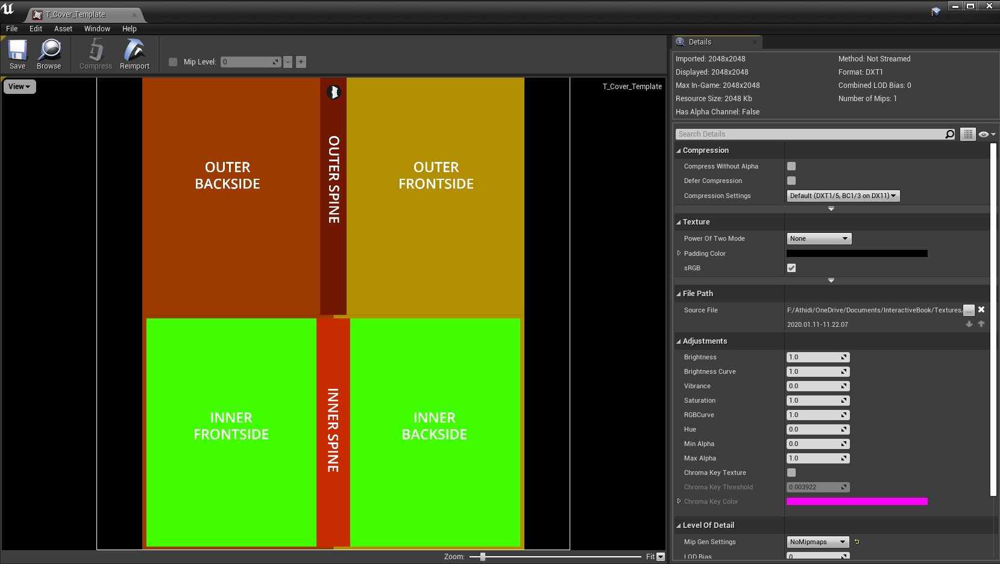 T_Cover_Template
File Edit Asset Window Help
Save Browse Compress Reimport Mip Level: 0 - +
View
T_Cover_Template
OUTER
BACKSIDE
OUTER SPINE
OUTER
FRONTSIDE
INNER
FRONTSIDE
INNER SPINE
INNER
BACKSIDE
Zoom: Fit
Details
Imported: 2048x2048 Method: Not Streamed
Displayed: 2048x2048 Format: DXT1
Max In-Game: 2048x2048 Combined LOD Bias: 0
Resource Size: 2048 Kb Number of Mips: 1
Has Alpha Channel: False
Search Details
Compression
Compress Without Alpha
Defer Compression
Compression Settings Default (DXT1/5, BC1/3 on DX11)
Texture
Power Of Two Mode None
Padding Color
sRGB
File Path
Source File F:/Athidi/OneDrive/Documents/InteractiveBook/Textures/ ...
2020.01.11-11.22.07
Adjustments
Brightness 1.0
Brightness Curve 1.0
Vibrance 0.0
Saturation 1.0
RGBCurve 1.0
Hue 0.0
Min Alpha 0.0
Max Alpha 1.0
Chroma Key Texture
Chroma Key Threshold 0.003922
Chroma Key Color
Level Of Detail
Mip Gen Settings NoMipmaps
LOD Bias 0